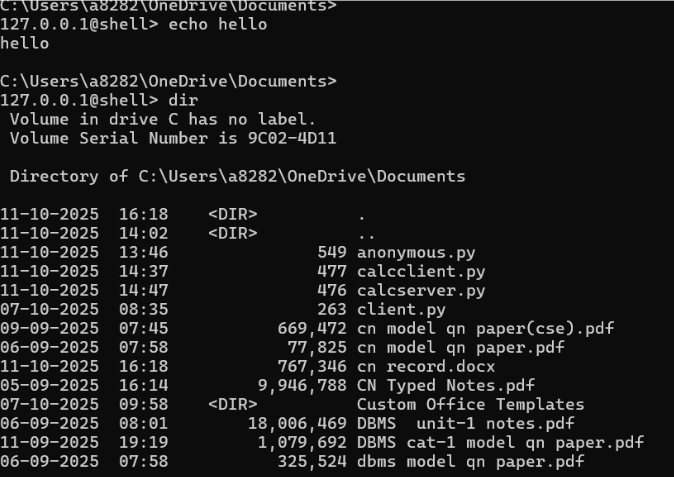 C:\Users\a8282\OneDrive\Documents>
127.0.0.1@shell> echo hello
hello
C:\Users\a8282\OneDrive\Documents>
127.0.0.1@shell> dir
 Volume in drive C has no label.
 Volume Serial Number is 9C02-4D11
 Directory of C:\Users\a8282\OneDrive\Documents
11-10-2025  16:18    <DIR>          .
11-10-2025  14:02    <DIR>          ..
11-10-2025  13:46               549 anonymous.py
11-10-2025  14:37               477 calcclient.py
11-10-2025  14:47               476 calcserver.py
07-10-2025  08:35               263 client.py
09-09-2025  07:45           669,472 cn model qn paper(cse).pdf
06-09-2025  07:58            77,825 cn model qn paper.pdf
11-10-2025  16:18           767,346 cn record.docx
05-09-2025  16:14         9,946,788 CN Typed Notes.pdf
07-10-2025  09:58    <DIR>          Custom Office Templates
06-09-2025  08:01        18,006,469 DBMS  unit-1 notes.pdf
11-09-2025  19:19         1,079,692 DBMS cat-1 model qn paper.pdf
06-09-2025  07:58           325,524 dbms model qn paper.pdf